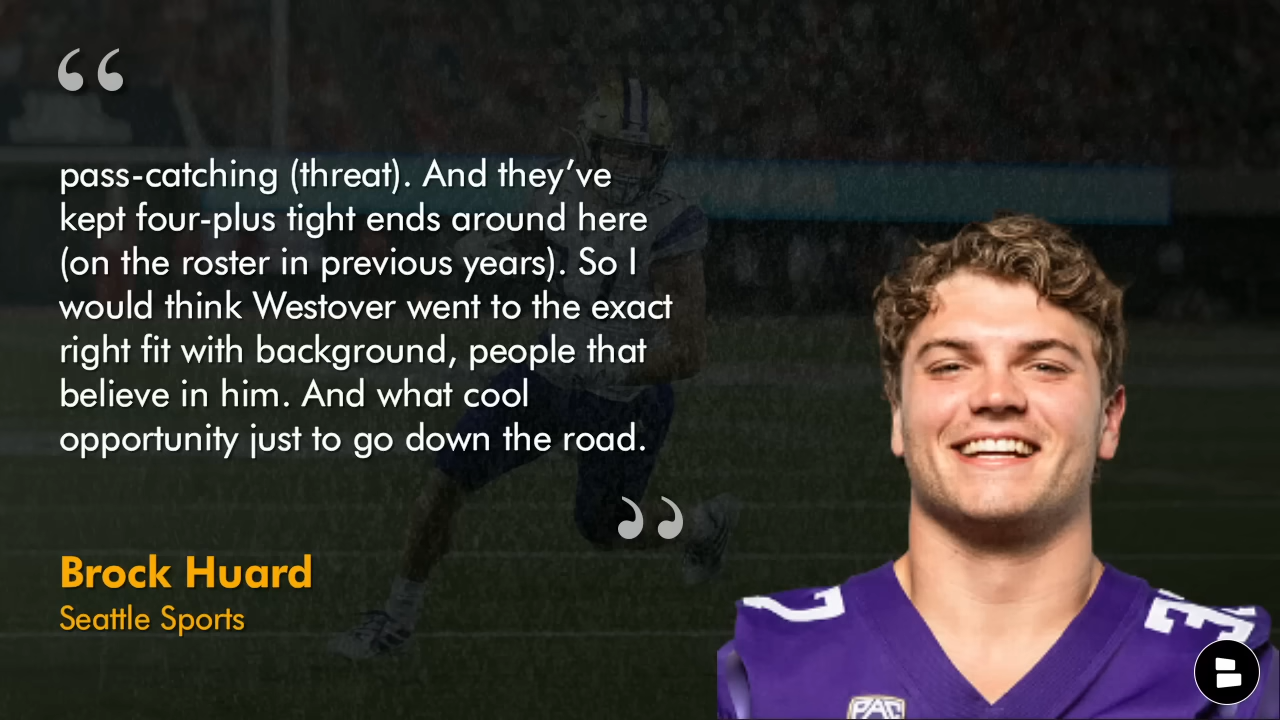 “
pass-catching (threat). And they’ve
kept four-plus tight ends around here
(on the roster in previous years). So I
would think Westover went to the exact
right fit with background, people that
believe in him. And what cool
opportunity just to go down the road.
”
Brock Huard
Seattle Sports
37
PAC